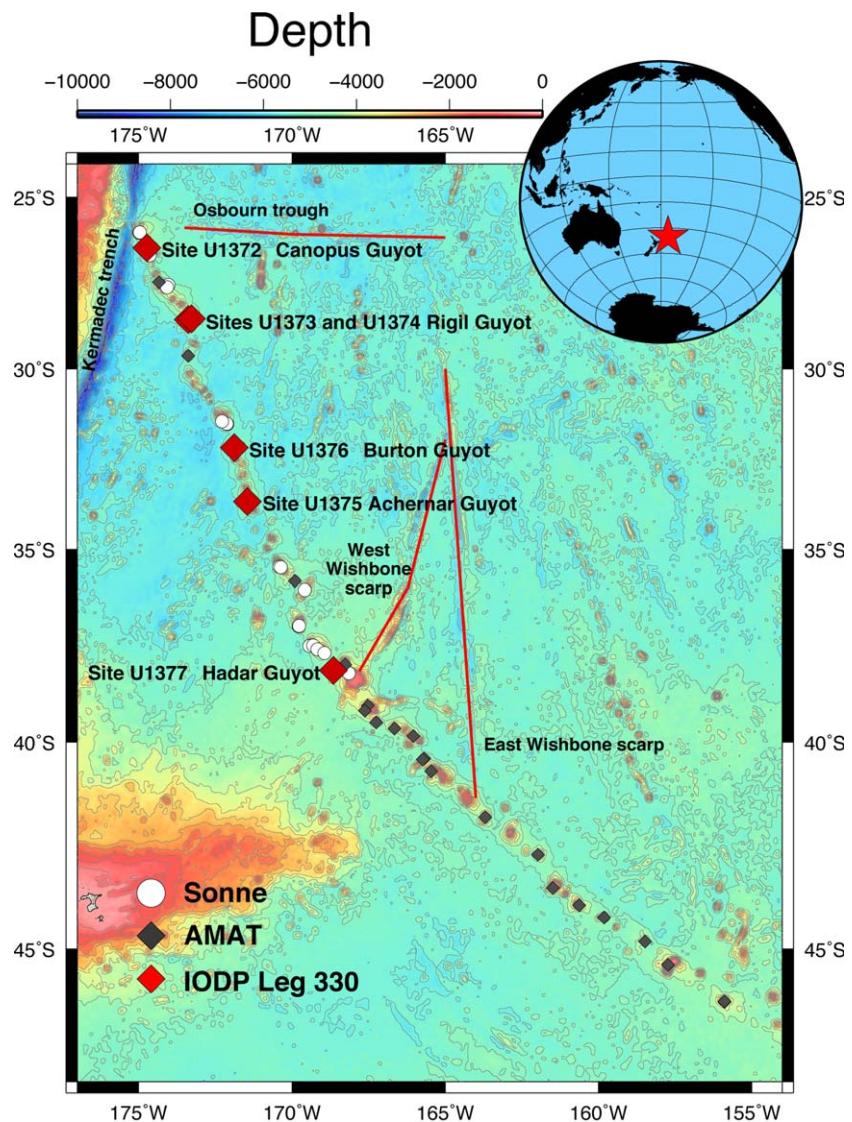 Depth
−10000 −8000 −6000 −4000 −2000 0
175°W 170°W 165°W
25°S
Osbourn trough
Site U1372 Canopus Guyot
Kermadec trench
Sites U1373 and U1374 Rigil Guyot
30°S 30°S
Site U1376 Burton Guyot
Site U1375 Achernar Guyot
35°S 35°S
West
Wishbone
scarp
Site U1377 Hadar Guyot
40°S 40°S
East Wishbone scarp
Sonne
AMAT
45°S 45°S
IODP Leg 330
175°W 170°W 165°W 160°W 155°W
25°S